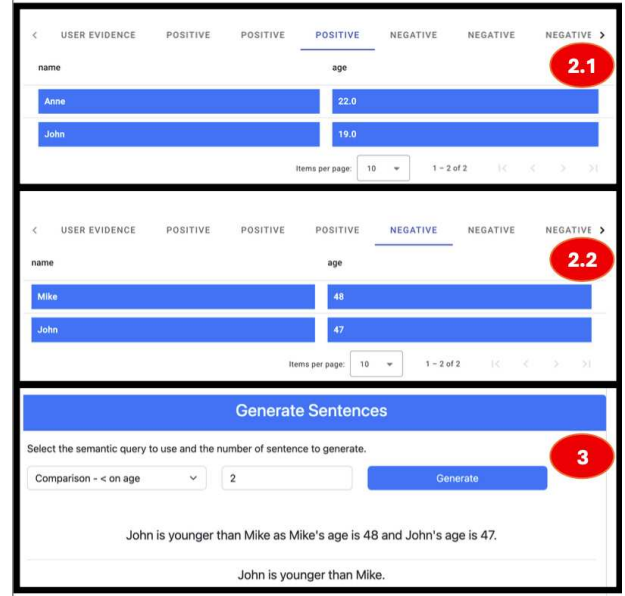 USER EVIDENCE POSITIVE POSITIVE POSITIVE NEGATIVE NEGATIVE NEGATIVE
2.1
name age
Anne 22.0
John 19.0
Items per page: 10 1 – 2 of 2
USER EVIDENCE POSITIVE POSITIVE POSITIVE NEGATIVE NEGATIVE NEGATIVE
2.2
name age
Mike 48
John 47
Items per page: 10 1 – 2 of 2
Generate Sentences
Select the semantic query to use and the number of sentence to generate.
3
Comparison - < on age 2 Generate
John is younger than Mike as Mike's age is 48 and John's age is 47.
John is younger than Mike.